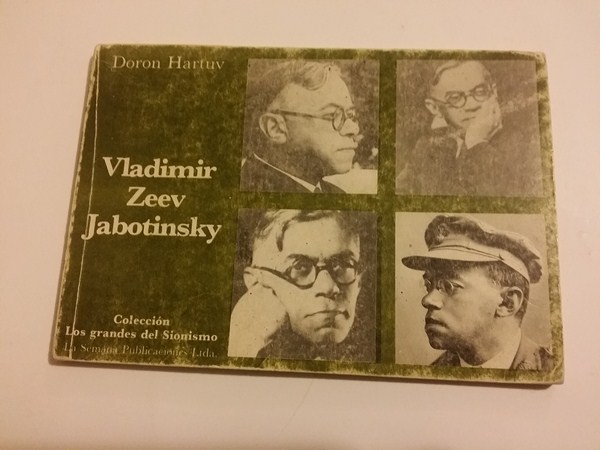 Doron Hartuv
Vladimir
Zeev
Jabotinsky
Colección
Los grandes del Sionismo
La Semana Publicaciones Ltda.